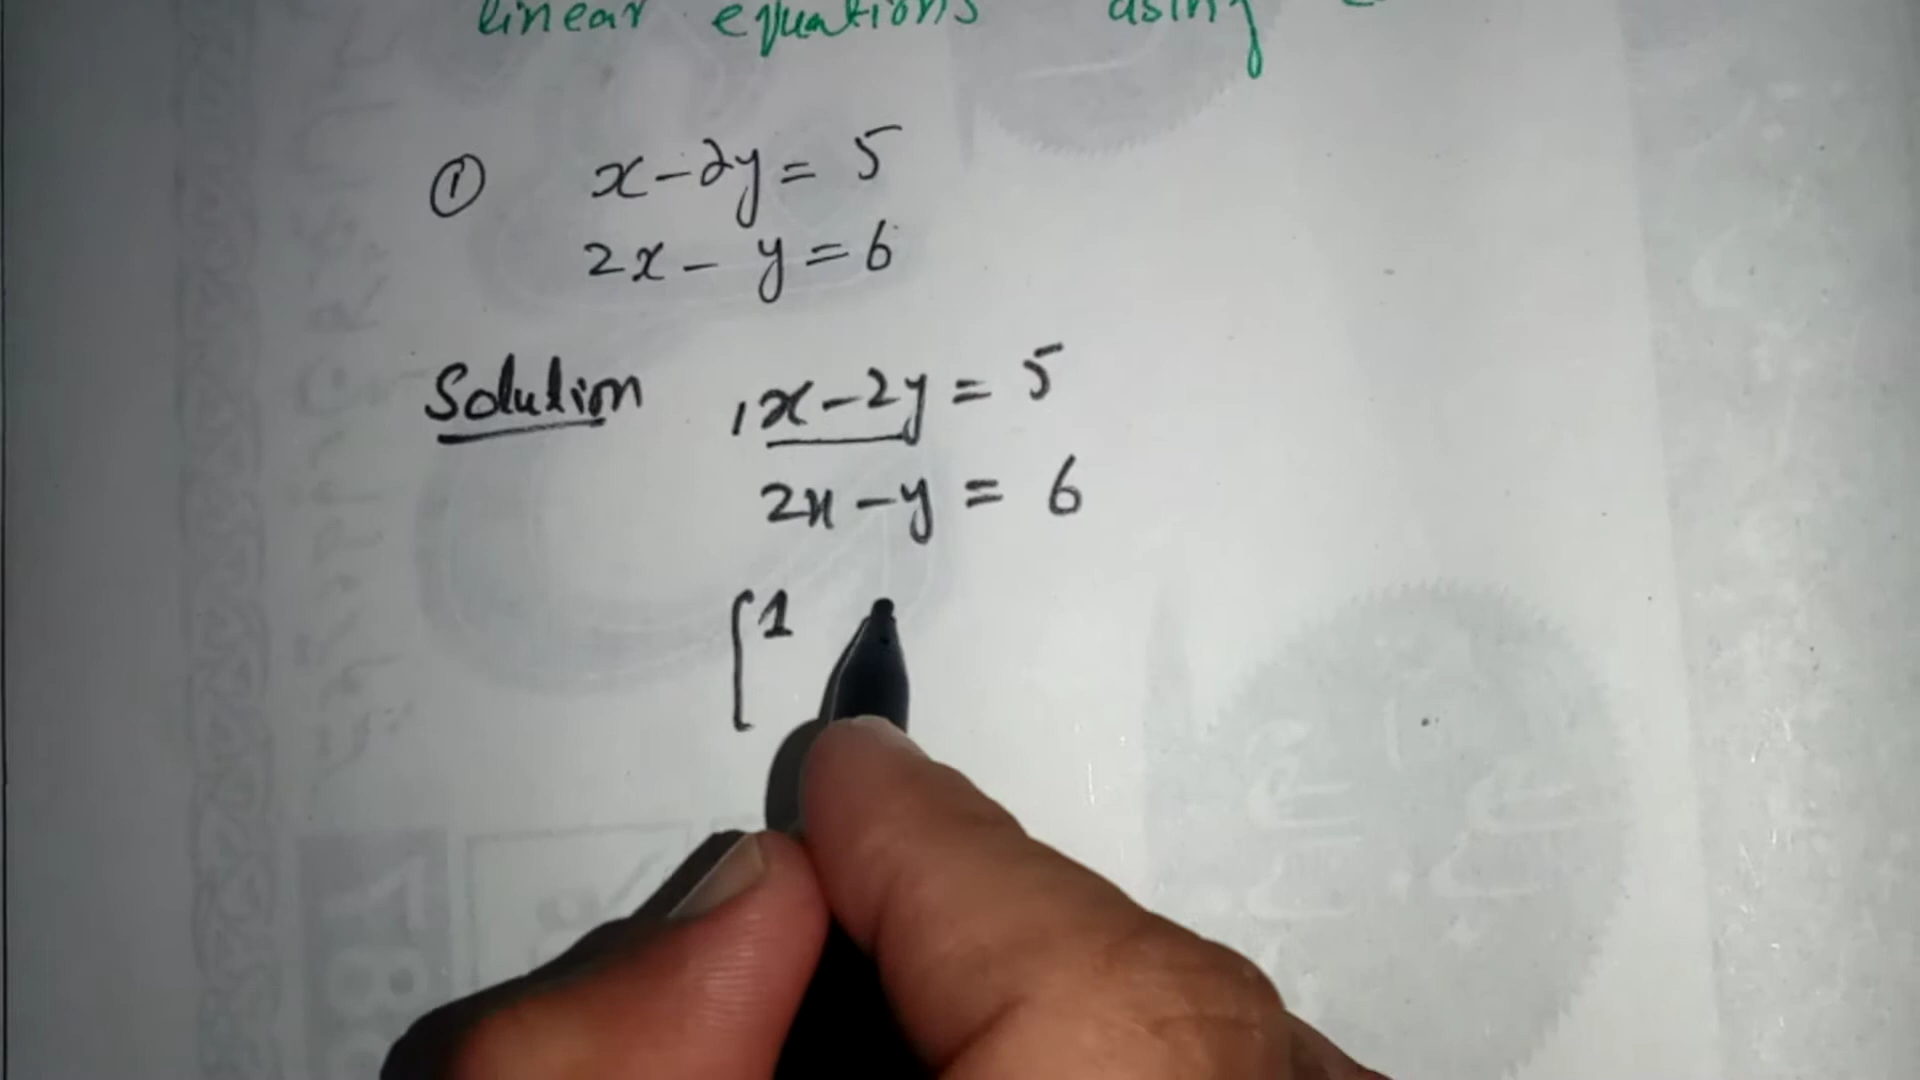 linear equations using
① x-2y = 5
2x - y = 6
Solution 1x-2y = 5
2x - y = 6
[1